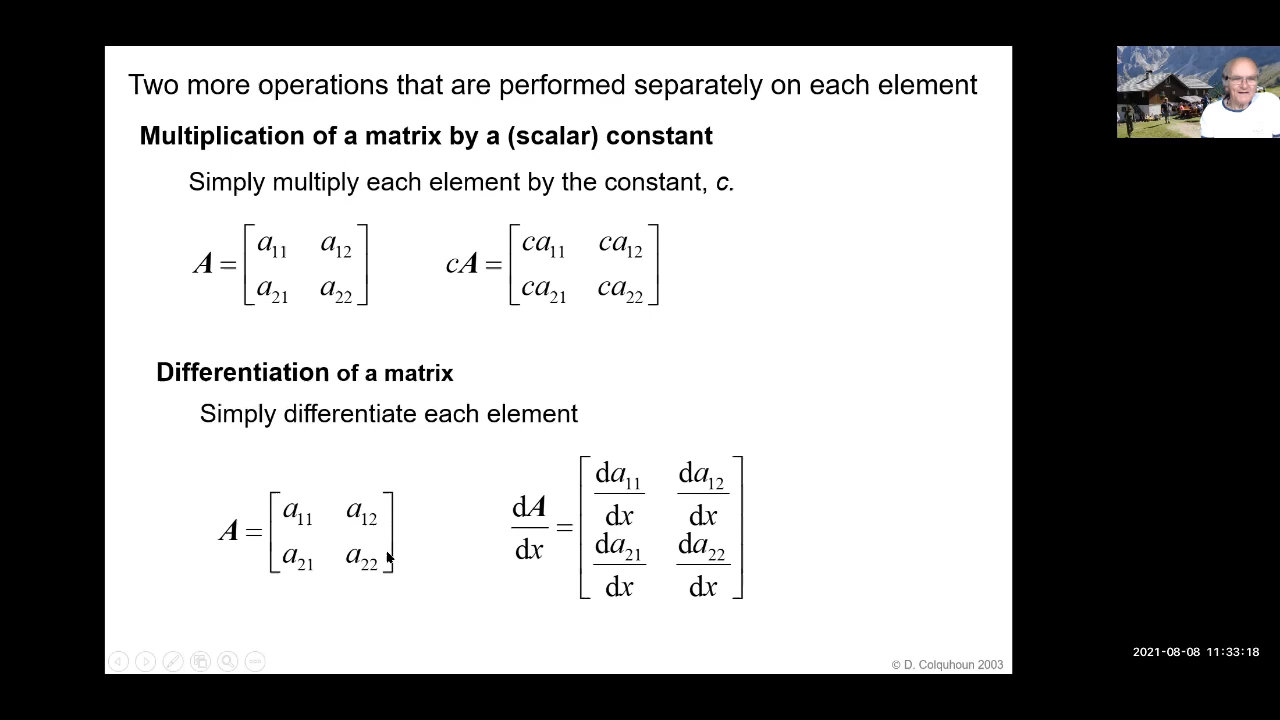 Two more operations that are performed separately on each element
Multiplication of a matrix by a (scalar) constant
Simply multiply each element by the constant, c.
A = [a₁₁ a₁₂
a₂₁ a₂₂]
cA = [ca₁₁ ca₁₂
ca₂₁ ca₂₂]
Differentiation of a matrix
Simply differentiate each element
A = [a₁₁ a₁₂
a₂₁ a₂₂]
dA/dx = [da₁₁/dx da₁₂/dx
da₂₁/dx da₂₂/dx]
© D. Colquhoun 2003
2021-08-08 11:33:18